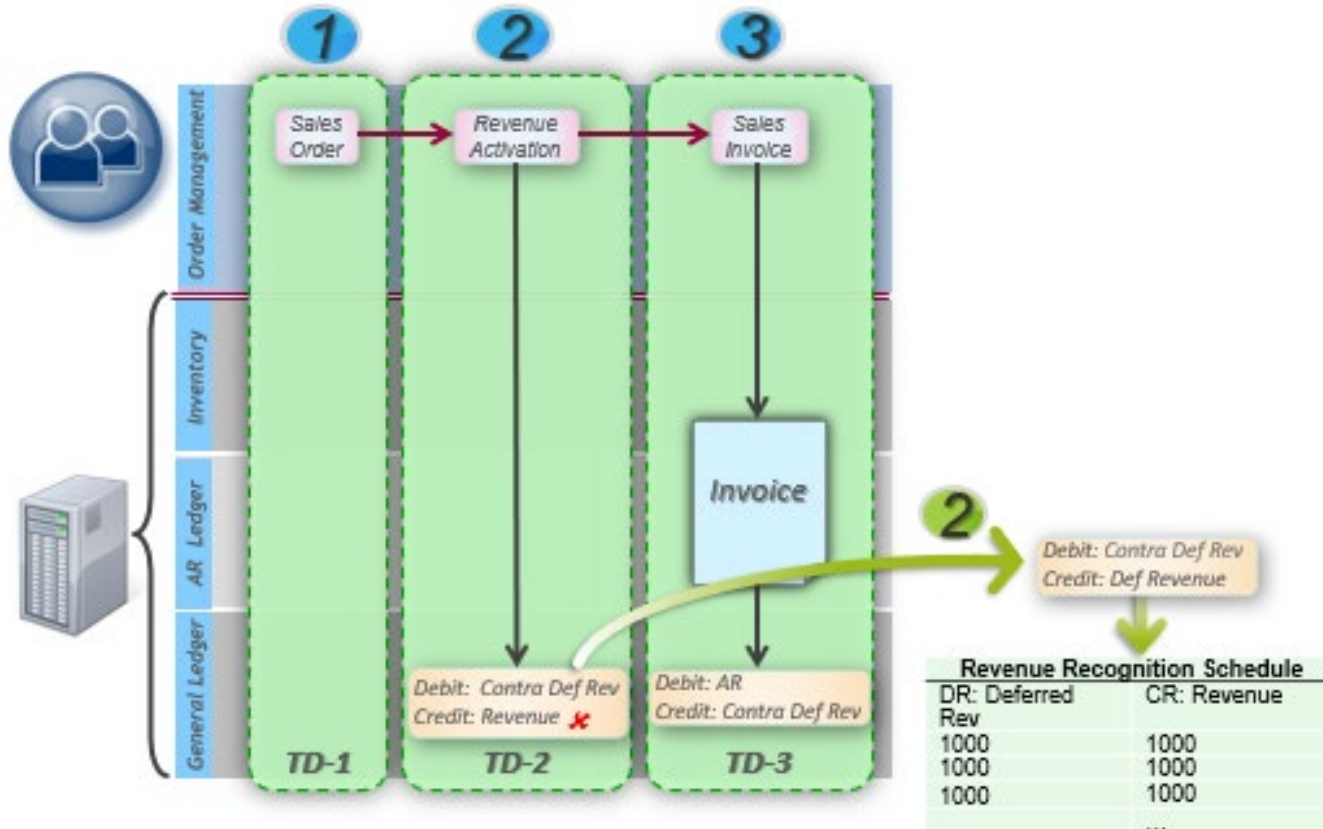 1
2
3
Order Management
Inventory
AR Ledger
General Ledger
Sales
Order
Revenue
Activation
Sales
Invoice
Invoice
2
Debit: Contra Def Rev
Credit: Def Revenue
Debit: Contra Def Rev
Credit: Revenue ✘
Debit: AR
Credit: Contra Def Rev
TD-1
TD-2
TD-3
Revenue Recognition Schedule
DR: Deferred CR: Revenue
Rev
1000 1000
1000 1000
1000 1000